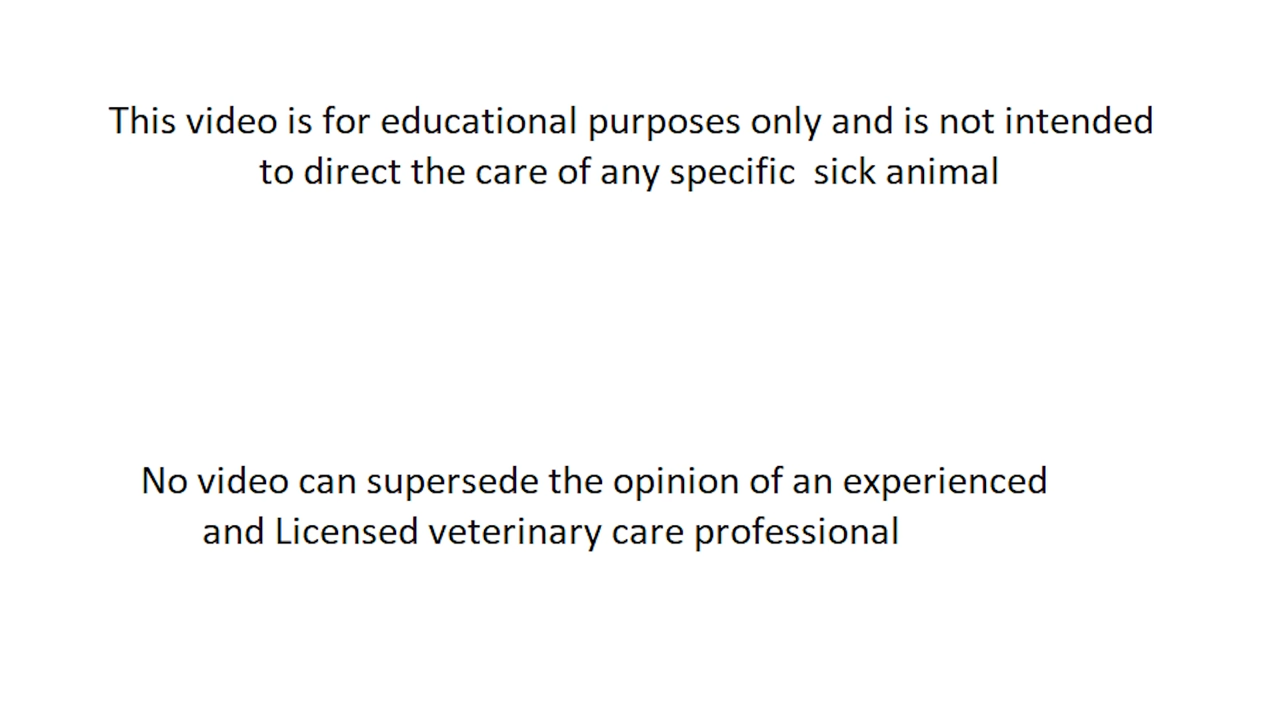 This video is for educational purposes only and is not intended
to direct the care of any specific  sick animal
No video can supersede the opinion of an experienced
and Licensed veterinary care professional